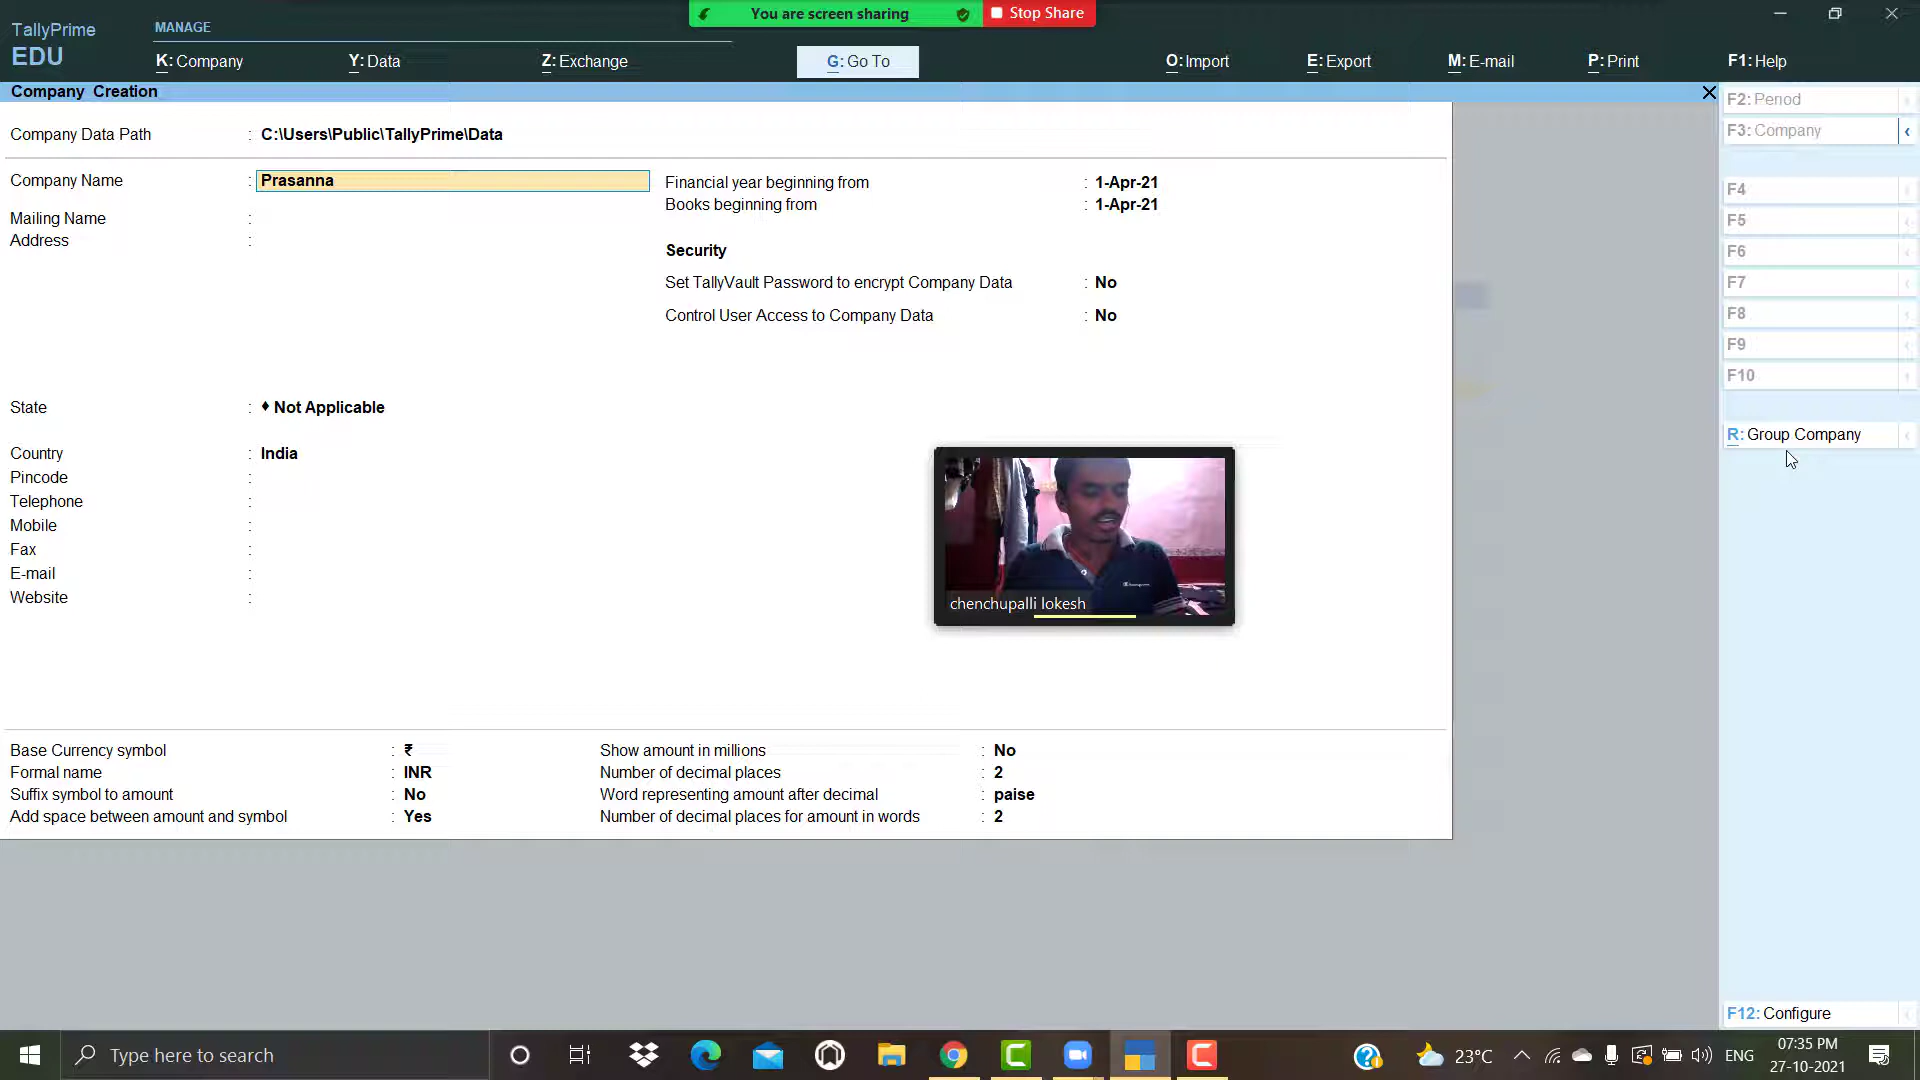 TallyPrime
EDU
MANAGE
You are screen sharing
Stop Share
K: Company
Y: Data
Z: Exchange
G: Go To
O: Import
E: Export
M: E-mail
P: Print
F1: Help
Company Creation
Company Data Path : C:\Users\Public\TallyPrime\Data
Company Name : Prasanna
Mailing Name :
Address :
Financial year beginning from : 1-Apr-21
Books beginning from : 1-Apr-21
Security
Set TallyVault Password to encrypt Company Data : No
Control User Access to Company Data : No
State : ♦ Not Applicable
Country : India
Pincode :
Telephone :
Mobile :
Fax :
E-mail :
Website :
chenchupalli lokesh
Base Currency symbol : ₹
Formal name : INR
Suffix symbol to amount : No
Add space between amount and symbol : Yes
Show amount in millions : No
Number of decimal places : 2
Word representing amount after decimal : paise
Number of decimal places for amount in words : 2
F2: Period
F3: Company
F4
F5
F6
F7
F8
F9
F10
R: Group Company
F12: Configure
Type here to search
23°C
ENG
07:35 PM
27-10-2021